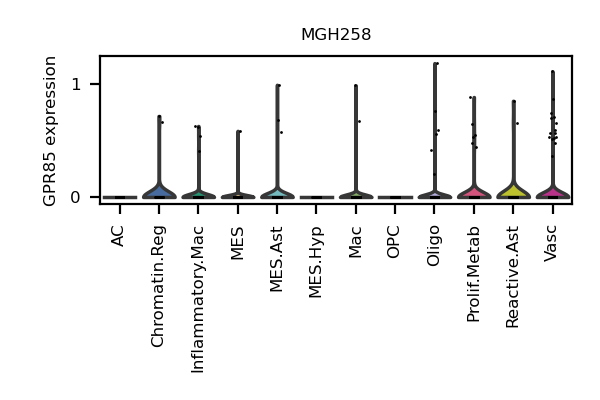 MGH258
GPR85 expression
1
0
AC
Chromatin.Reg
Inflammatory.Mac
MES
MES.Ast
MES.Hyp
Mac
OPC
Oligo
Prolif.Metab
Reactive.Ast
Vasc